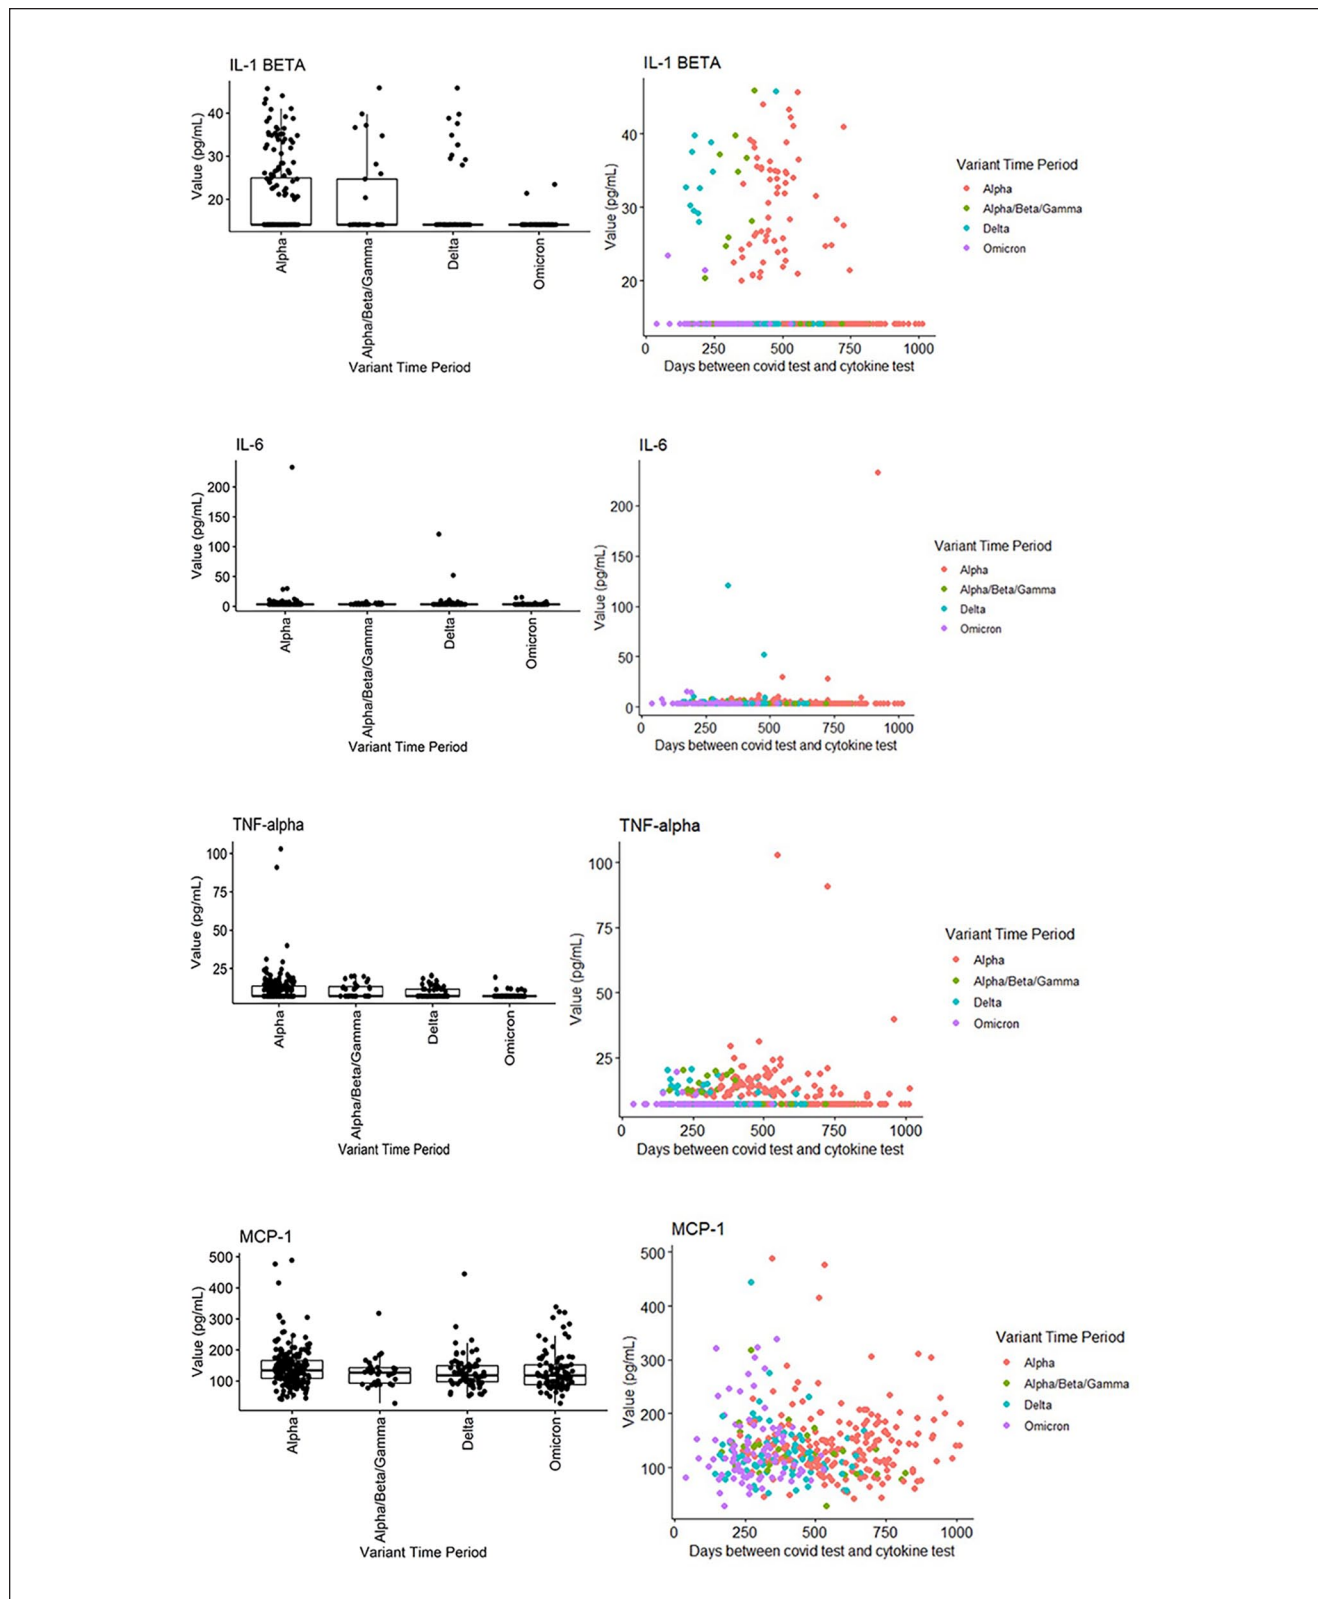 IL-1 BETA
Value (pg/mL)
40
30
20
Alpha
Alpha/Beta/Gamma
Delta
Omicron
Variant Time Period
IL-1 BETA
Value (pg/mL)
40
30
20
0 250 500 750 1000
Days between covid test and cytokine test
Variant Time Period
Alpha
Alpha/Beta/Gamma
Delta
Omicron
IL-6
Value (pg/mL)
200
150
100
50
0
Alpha
Alpha/Beta/Gamma
Delta
Omicron
Variant Time Period
IL-6
Value (pg/mL)
200
150
100
50
0
0 250 500 750 1000
Days between covid test and cytokine test
Variant Time Period
Alpha
Alpha/Beta/Gamma
Delta
Omicron
TNF-alpha
Value (pg/mL)
100
75
50
25
Alpha
Alpha/Beta/Gamma
Delta
Omicron
Variant Time Period
TNF-alpha
Value (pg/mL)
100
75
50
25
0 250 500 750 1000
Days between covid test and cytokine test
Variant Time Period
Alpha
Alpha/Beta/Gamma
Delta
Omicron
MCP-1
Value (pg/mL)
500
400
300
200
100
Alpha
Alpha/Beta/Gamma
Delta
Omicron
Variant Time Period
MCP-1
Value (pg/mL)
500
400
300
200
100
0 250 500 750 1000
Days between covid test and cytokine test
Variant Time Period
Alpha
Alpha/Beta/Gamma
Delta
Omicron